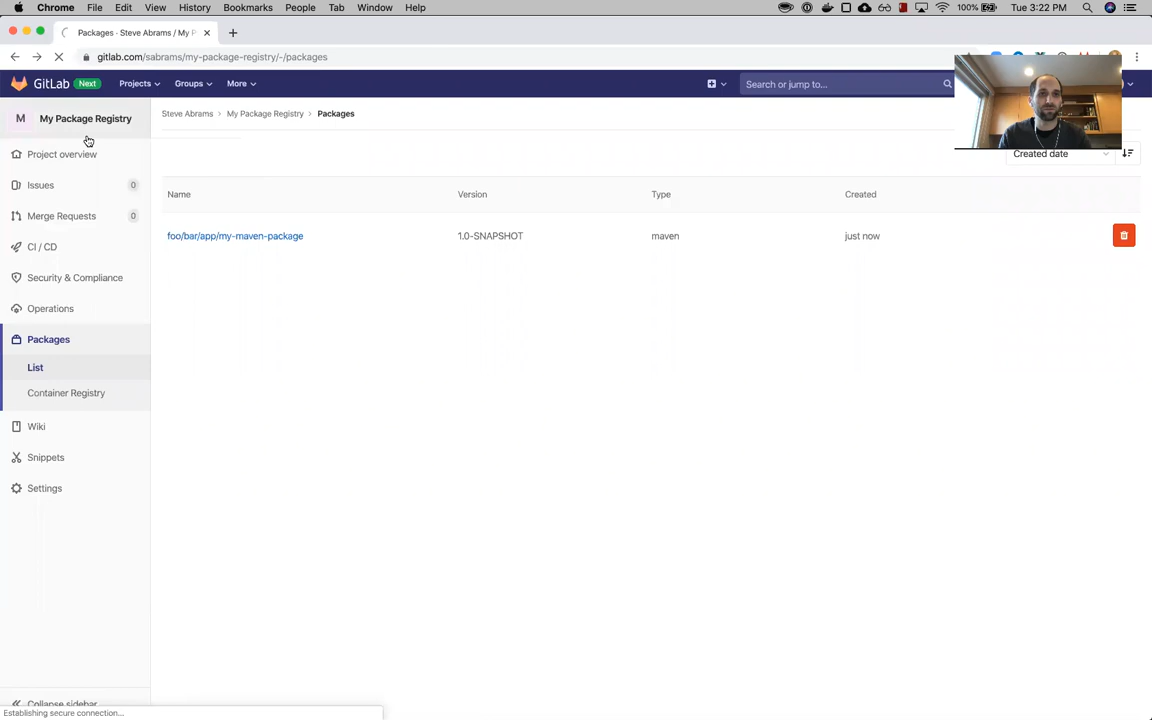 Chrome File Edit View History Bookmarks People Tab Window Help 100% Tue 3:22 PM
Packages · Steve Abrams / My P
gitlab.com/sabrams/my-package-registry/-/packages
GitLab Next Projects Groups More Search or jump to...
M My Package Registry
Steve Abrams > My Package Registry > Packages
Project overview
Created date
Issues 0
Name Version Type Created
Merge Requests 0
foo/bar/app/my-maven-package 1.0-SNAPSHOT maven just now
CI / CD
Security & Compliance
Operations
Packages
List
Container Registry
Wiki
Snippets
Settings
Collapse sidebar
Establishing secure connection...